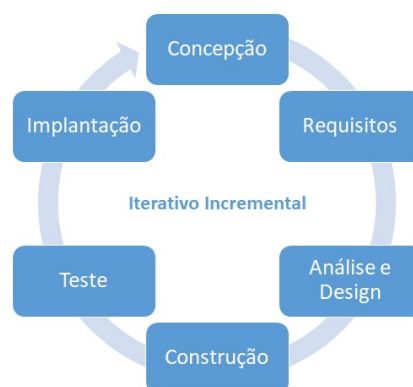 Concepção
Requisitos
Análise e
Design
Construção
Teste
Implantação
Iterativo Incremental